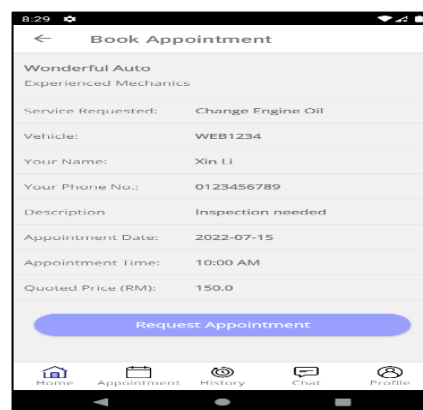 8:29
Book Appointment
Wonderful Auto
Experienced Mechanics
Service Requested: Change Engine Oil
Vehicle: WEB1234
Your Name: Xin Li
Your Phone No.: 0123456789
Description Inspection needed
Appointment Date: 2022-07-15
Appointment Time: 10:00 AM
Quoted Price (RM): 150.0
Request Appointment
Home Appointment History Chat Profile